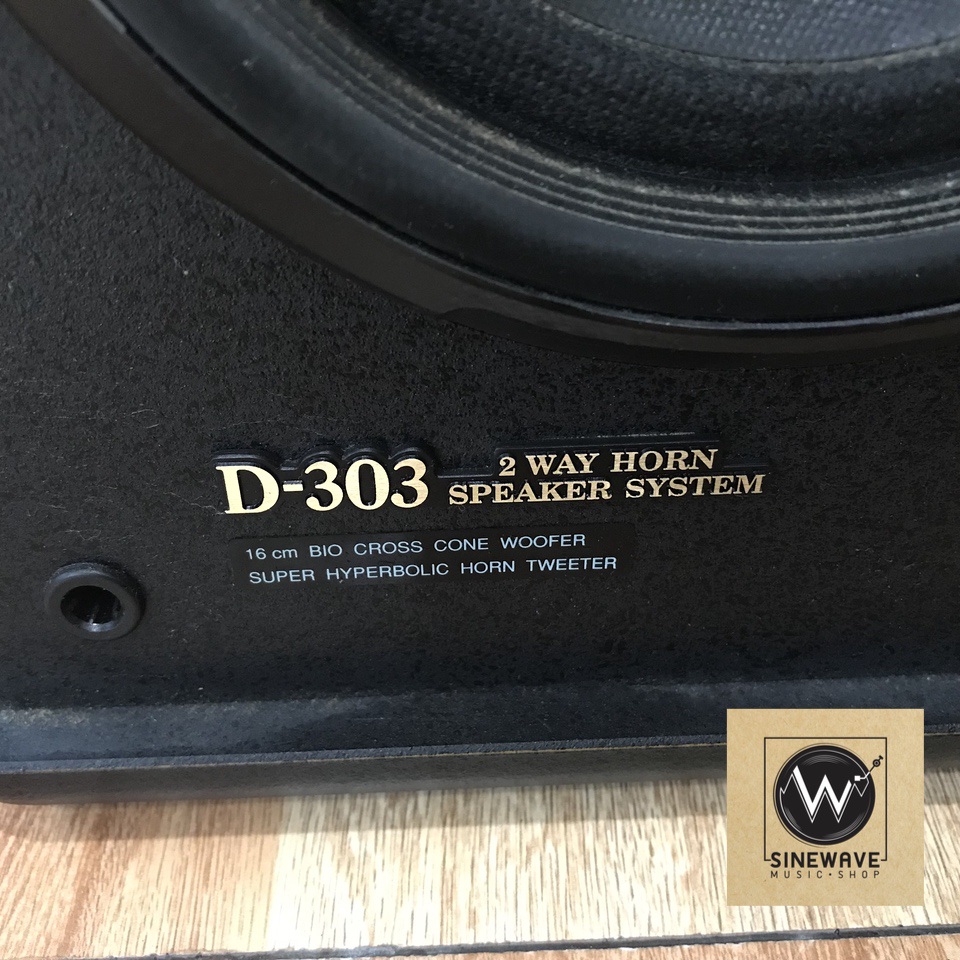 D-303
2 WAY HORN
SPEAKER SYSTEM
16 cm BIO CROSS CONE WOOFER
SUPER HYPERBOLIC HORN TWEETER
W
SINEWAVE
MUSIC•SHOP